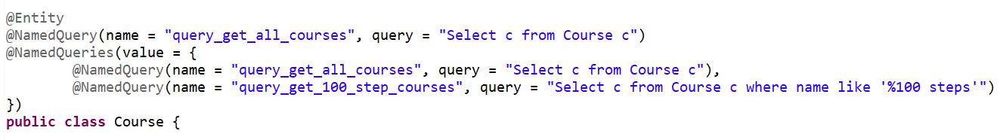 @Entity
@NamedQuery(name = "query_get_all_courses", query = "Select c from Course c")
@NamedQueries(value = {
        @NamedQuery(name = "query_get_all_courses", query = "Select c from Course c"),
        @NamedQuery(name = "query_get_100_step_courses", query = "Select c from Course c where name like '%100 steps'")
})
public class Course {